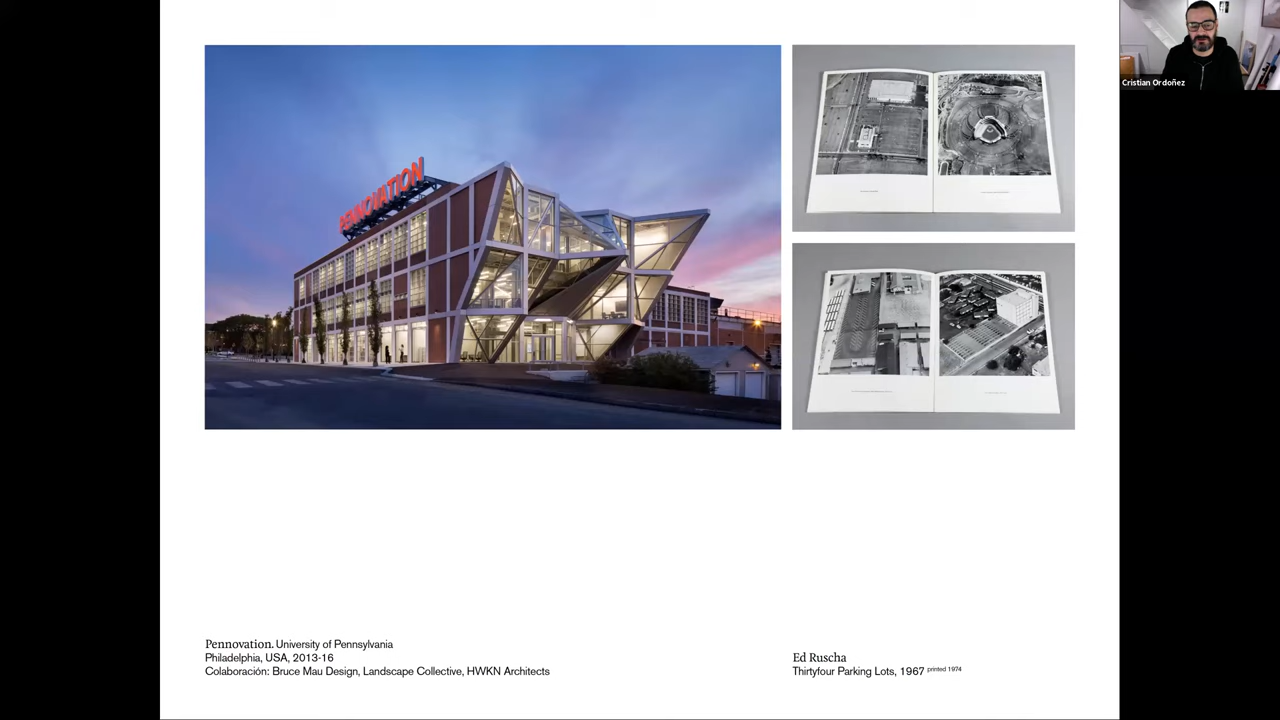 PENNOVATION
Cristian Ordoñez
Pennovation. University of Pennsylvania
Philadelphia, USA, 2013-16
Colaboración: Bruce Mau Design, Landscape Collective, HWKN Architects
Ed Ruscha
Thirtyfour Parking Lots, 1967 printed 1974